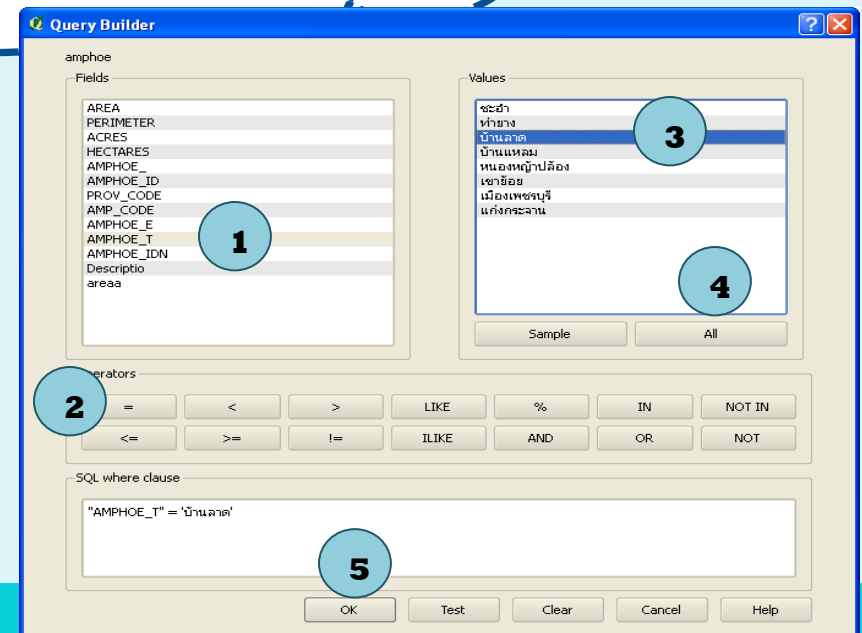 Query Builder
amphoe
Fields
AREA
PERIMETER
ACRES
HECTARES
AMPHOE_
AMPHOE_ID
PROV_CODE
AMP_CODE
AMPHOE_E
AMPHOE_T
AMPHOE_IDN
Descriptio
areaa
1
Values
ชะอำ
ท่ายาง
บ้านลาด
บ้านแหลม
หนองหญ้าปล้อง
เขาย้อย
เมืองเพชรบุรี
แก่งกระจาน
3
4
Sample All
perators
2
= < > LIKE % IN NOT IN
<= >= != ILIKE AND OR NOT
SQL where clause
"AMPHOE_T" = 'บ้านลาด'
5
OK Test Clear Cancel Help